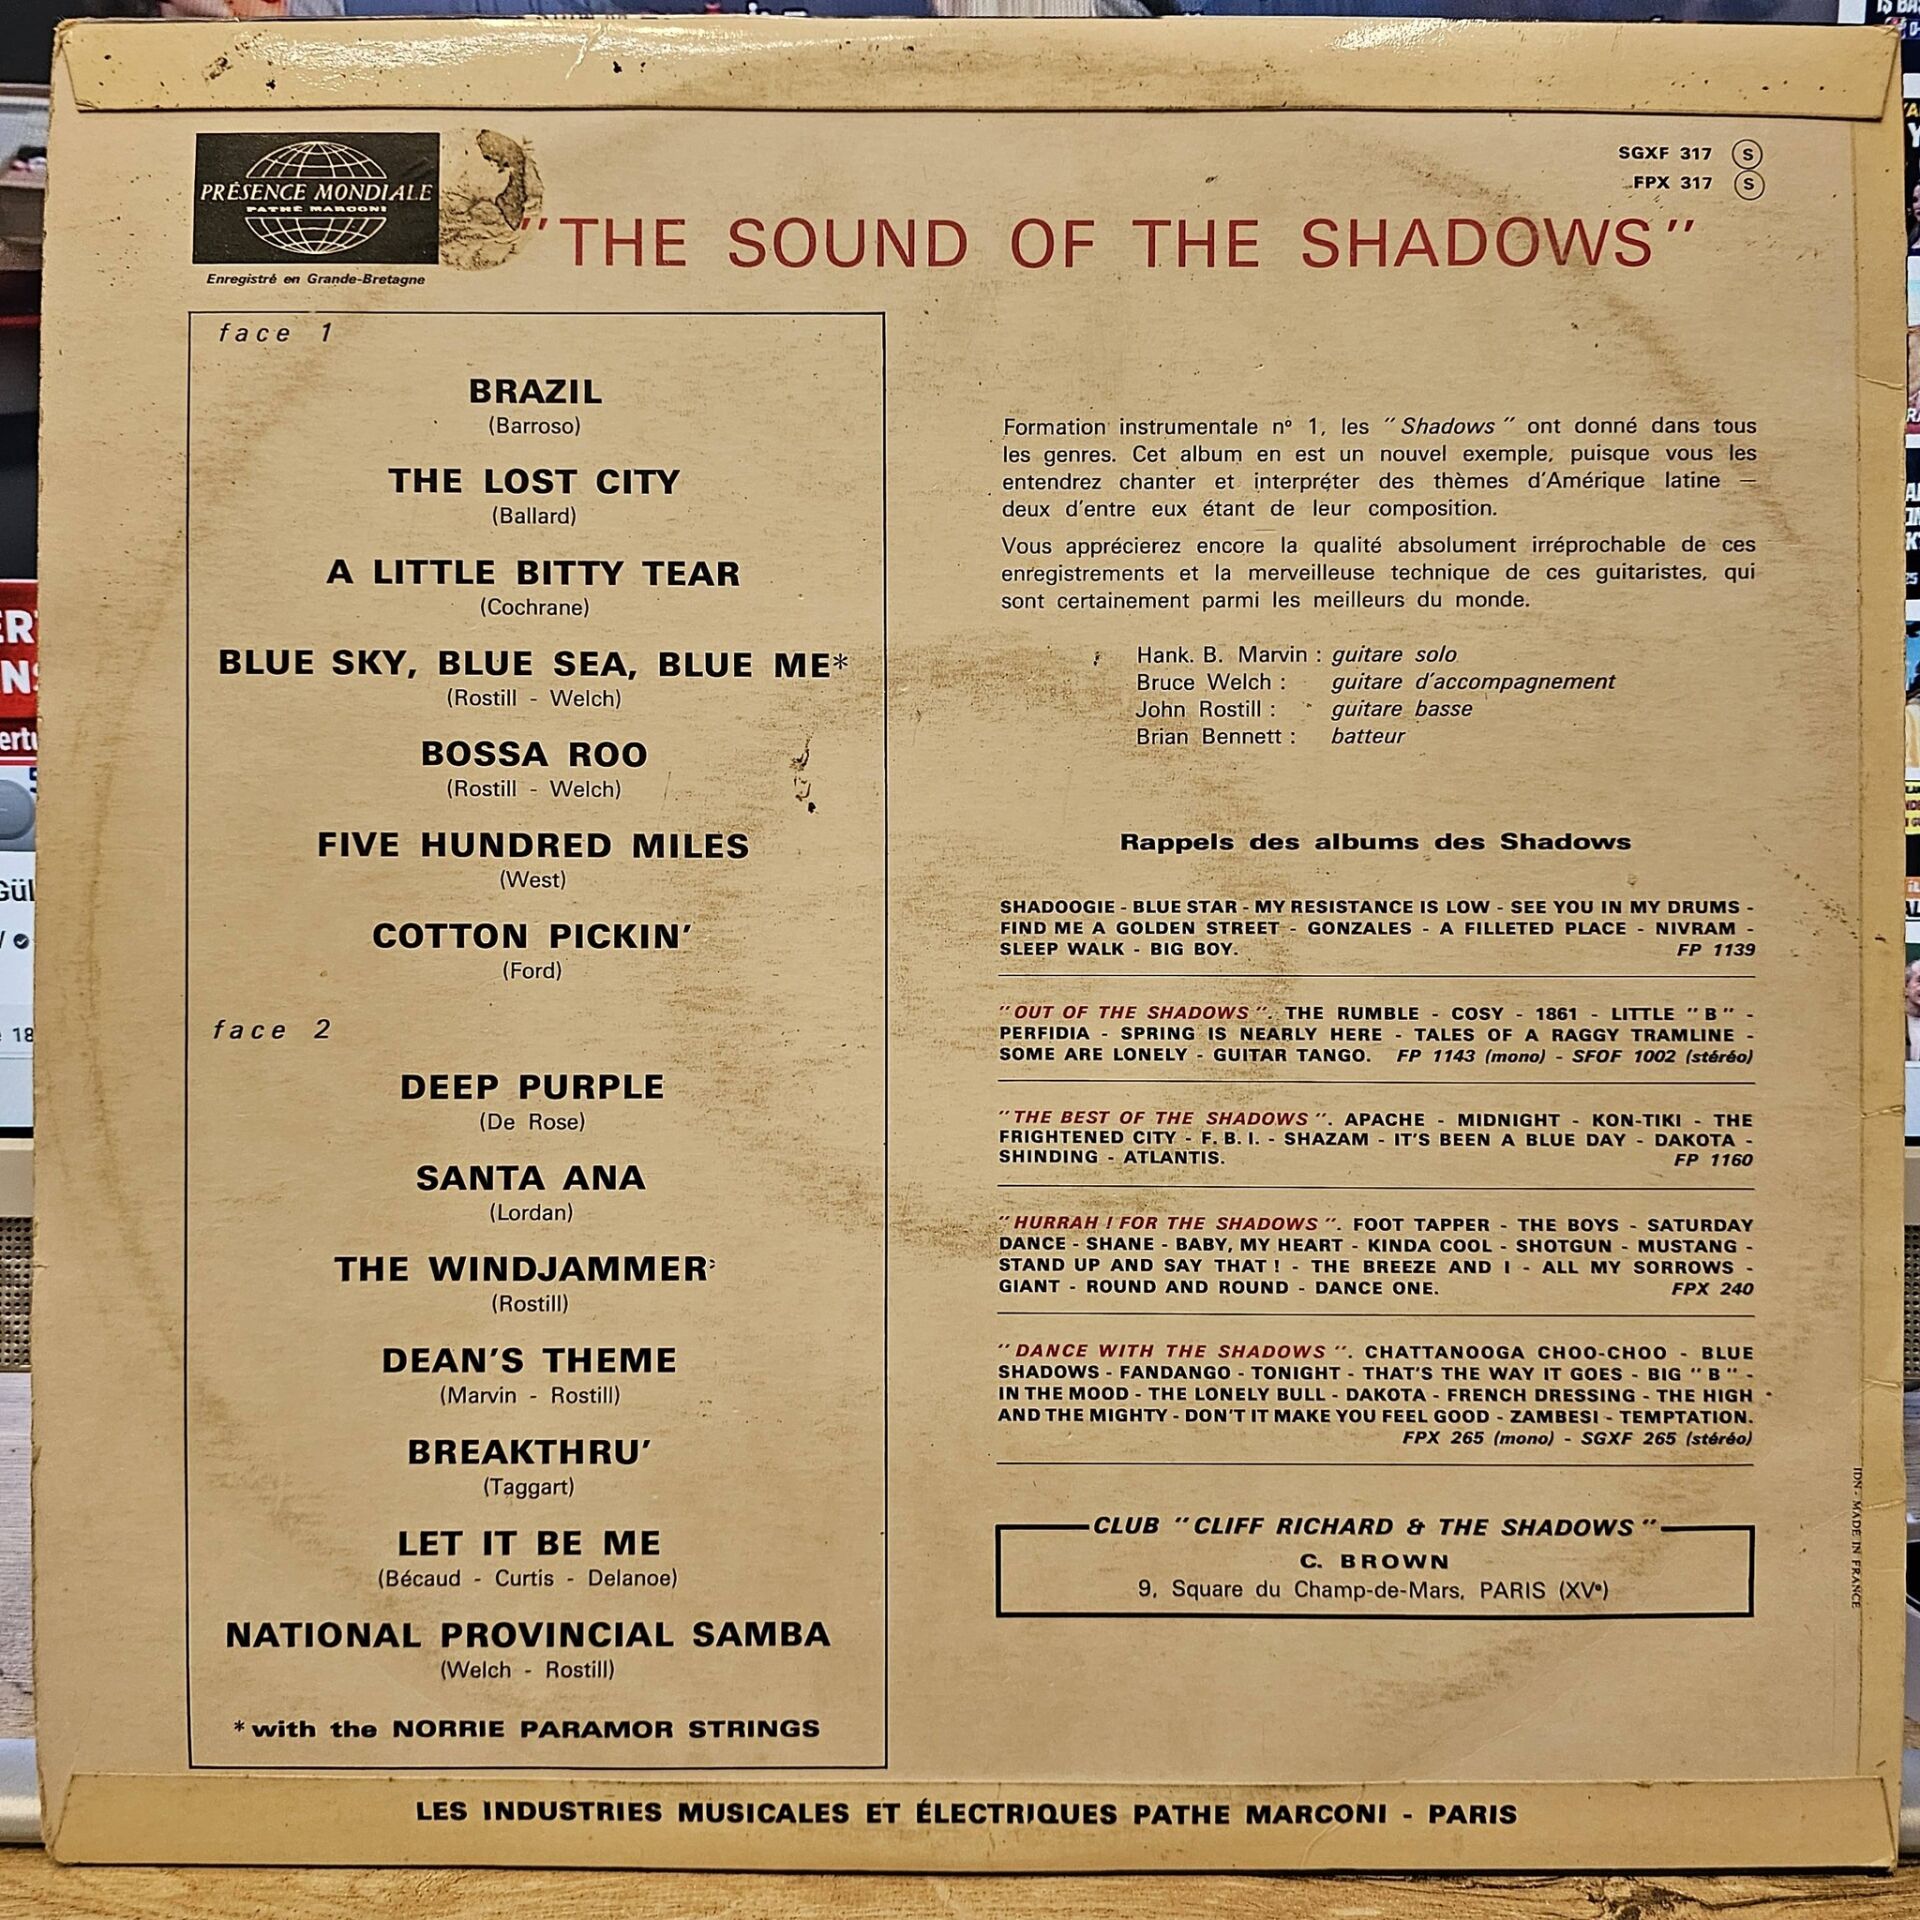 PRÉSENCE MONDIALE
PATHÉ MARCONI
Enregistré en Grande-Bretagne
SGXF 317 S
FPX 317 S
"THE SOUND OF THE SHADOWS"
face 1
BRAZIL
(Barroso)
THE LOST CITY
(Ballard)
A LITTLE BITTY TEAR
(Cochrane)
BLUE SKY, BLUE SEA, BLUE ME*
(Rostill - Welch)
BOSSA ROO
(Rostill - Welch)
FIVE HUNDRED MILES
(West)
COTTON PICKIN'
(Ford)
face 2
DEEP PURPLE
(De Rose)
SANTA ANA
(Lordan)
THE WINDJAMMER*
(Rostill)
DEAN'S THEME
(Marvin - Rostill)
BREAKTHRU'
(Taggart)
LET IT BE ME
(Bécaud - Curtis - Delanoe)
NATIONAL PROVINCIAL SAMBA
(Welch - Rostill)
* with the NORRIE PARAMOR STRINGS
Formation instrumentale nº 1, les "Shadows" ont donné dans tous
les genres. Cet album en est un nouvel exemple, puisque vous les
entendrez chanter et interpréter des thèmes d'Amérique latine —
deux d'entre eux étant de leur composition.
Vous apprécierez encore la qualité absolument irréprochable de ces
enregistrements et la merveilleuse technique de ces guitaristes, qui
sont certainement parmi les meilleurs du monde.
Hank. B. Marvin : guitare solo
Bruce Welch : guitare d'accompagnement
John Rostill : guitare basse
Brian Bennett : batteur
Rappels des albums des Shadows
SHADOOGIE - BLUE STAR - MY RESISTANCE IS LOW - SEE YOU IN MY DRUMS -
FIND ME A GOLDEN STREET - GONZALES - A FILLETED PLACE - NIVRAM -
SLEEP WALK - BIG BOY. FP 1139
"OUT OF THE SHADOWS". THE RUMBLE - COSY - 1861 - LITTLE "B" -
PERFIDIA - SPRING IS NEARLY HERE - TALES OF A RAGGY TRAMLINE -
SOME ARE LONELY - GUITAR TANGO. FP 1143 (mono) - SFOF 1002 (stéréo)
"THE BEST OF THE SHADOWS". APACHE - MIDNIGHT - KON-TIKI - THE
FRIGHTENED CITY - F. B. I. - SHAZAM - IT'S BEEN A BLUE DAY - DAKOTA -
SHINDING - ATLANTIS. FP 1160
"HURRAH ! FOR THE SHADOWS". FOOT TAPPER - THE BOYS - SATURDAY
DANCE - SHANE - BABY, MY HEART - KINDA COOL - SHOTGUN - MUSTANG -
STAND UP AND SAY THAT ! - THE BREEZE AND I - ALL MY SORROWS -
GIANT - ROUND AND ROUND - DANCE ONE. FPX 240
"DANCE WITH THE SHADOWS". CHATTANOOGA CHOO-CHOO - BLUE
SHADOWS - FANDANGO - TONIGHT - THAT'S THE WAY IT GOES - BIG "B" -
IN THE MOOD - THE LONELY BULL - DAKOTA - FRENCH DRESSING - THE HIGH
AND THE MIGHTY - DON'T IT MAKE YOU FEEL GOOD - ZAMBESI - TEMPTATION.
FPX 265 (mono) - SGXF 265 (stéréo)
CLUB "CLIFF RICHARD & THE SHADOWS"
C. BROWN
9, Square du Champ-de-Mars, PARIS (XVe)
IDN - MADE IN FRANCE
LES INDUSTRIES MUSICALES ET ÉLECTRIQUES PATHE MARCONI - PARIS